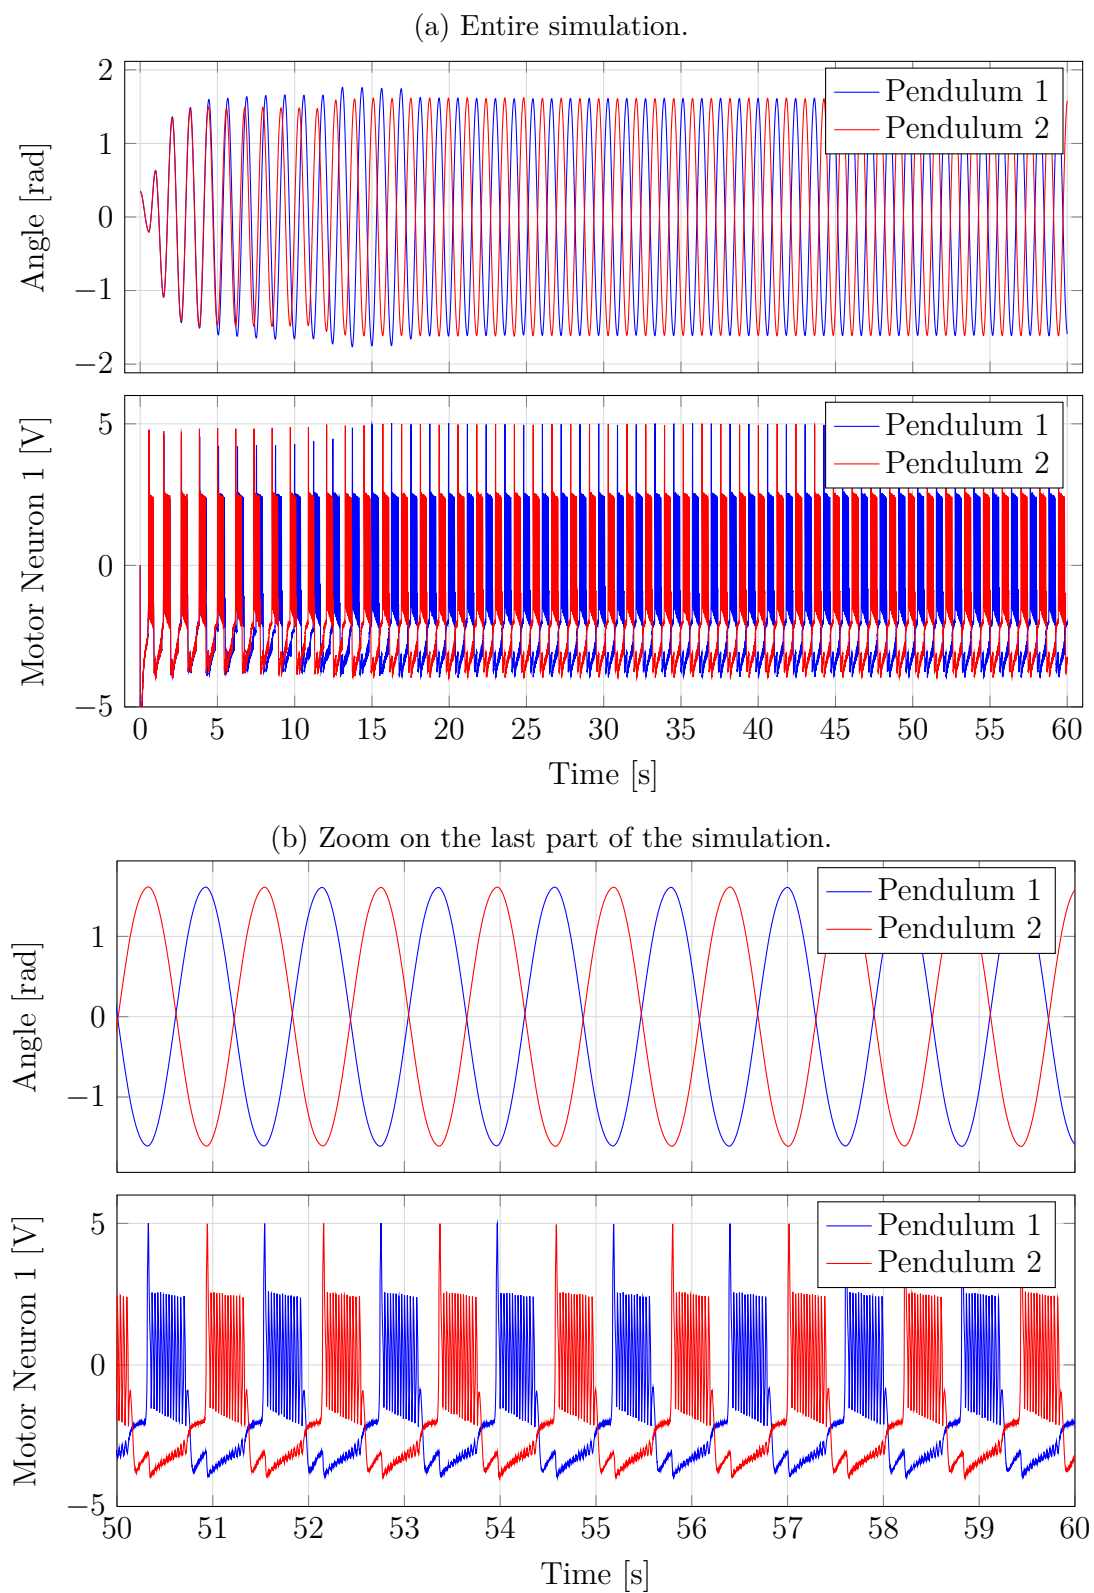 (a) Entire simulation.
2
1
0
−1
−2
Angle [rad]
Pendulum 1
Pendulum 2
5
0
−5
Motor Neuron 1 [V]
Pendulum 1
Pendulum 2
0 5 10 15 20 25 30 35 40 45 50 55 60
Time [s]
(b) Zoom on the last part of the simulation.
1
0
−1
Angle [rad]
Pendulum 1
Pendulum 2
5
0
−5
Motor Neuron 1 [V]
Pendulum 1
Pendulum 2
50 51 52 53 54 55 56 57 58 59 60
Time [s]